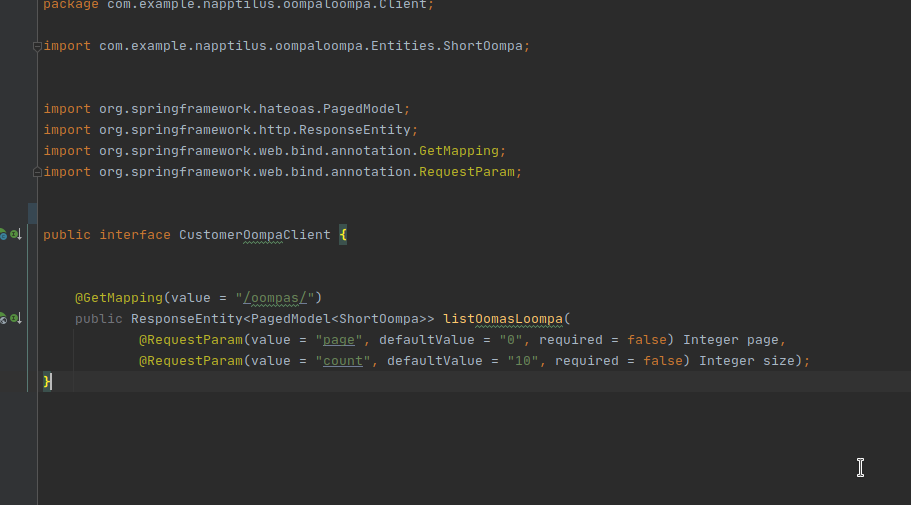 package com.example.napptilus.oompaloompa.Client;
import com.example.napptilus.oompaloompa.Entities.ShortOompa;
import org.springframework.hateoas.PagedModel;
import org.springframework.http.ResponseEntity;
import org.springframework.web.bind.annotation.GetMapping;
import org.springframework.web.bind.annotation.RequestParam;
public interface CustomerOompaClient {
@GetMapping(value = "/oompas/")
public ResponseEntity<PagedModel<ShortOompa>> listOomasLoompa(
@RequestParam(value = "page", defaultValue = "0", required = false) Integer page,
@RequestParam(value = "count", defaultValue = "10", required = false) Integer size);
}